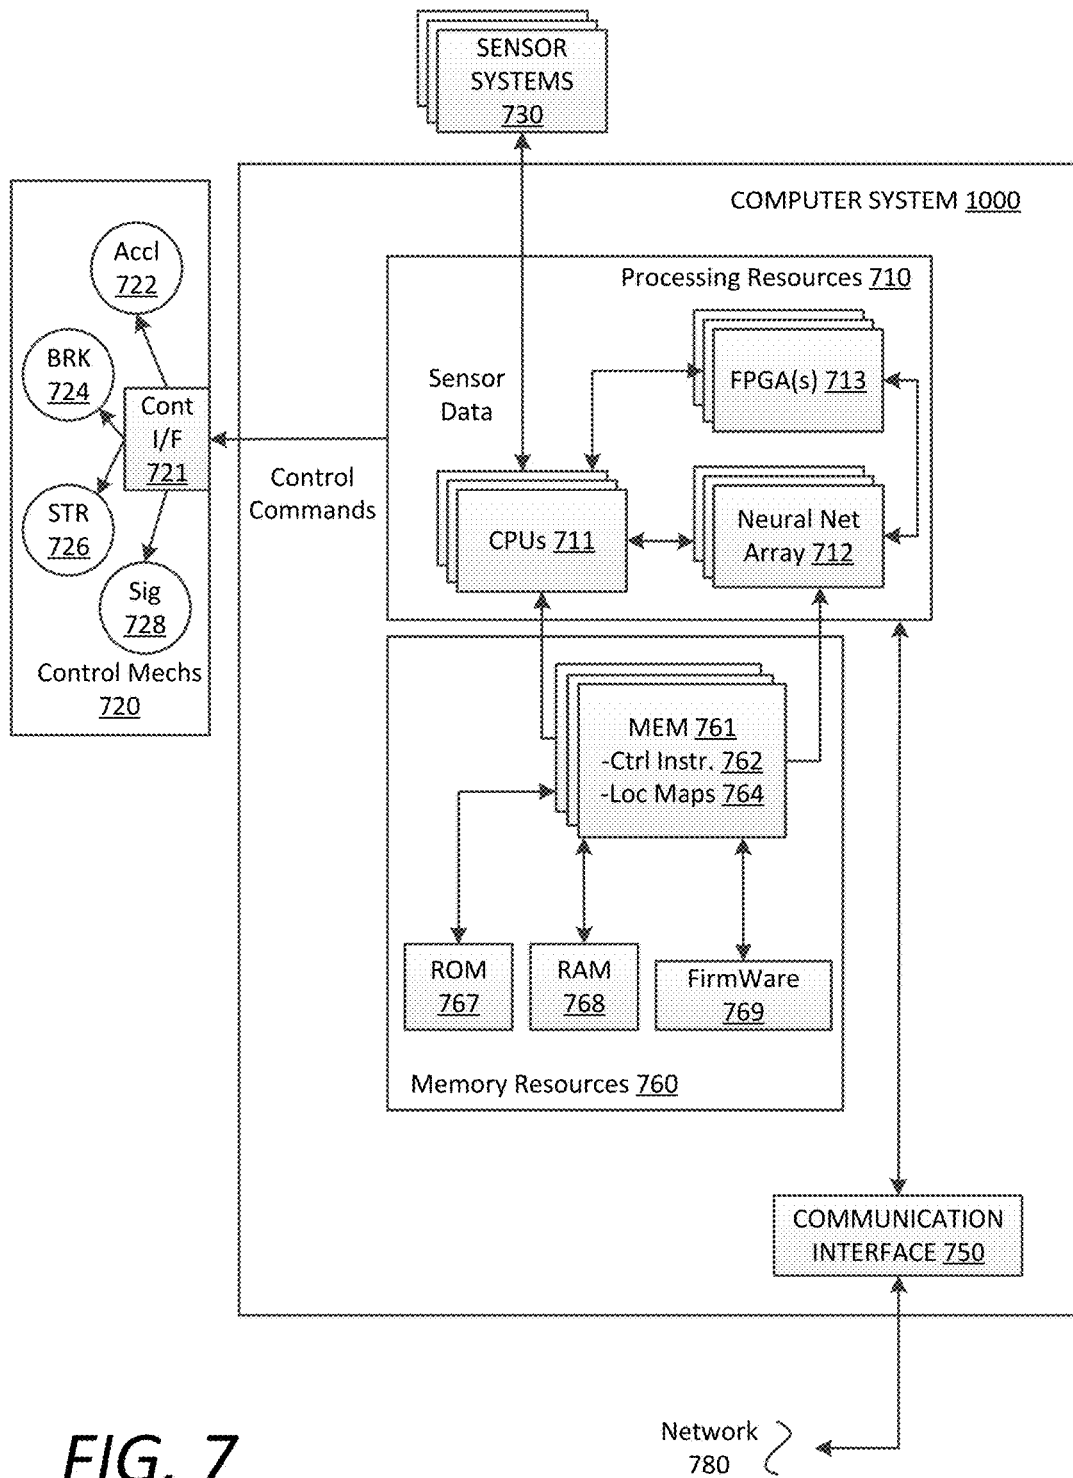 SENSOR
SYSTEMS
730
COMPUTER SYSTEM 1000
Accl
722
BRK
724
Cont
I/F
721
STR
726
Sig
728
Control Mechs
720
Control
Commands
Sensor
Data
Processing Resources 710
FPGA(s) 713
CPUs 711
Neural Net
Array 712
MEM 761
-Ctrl Instr. 762
-Loc Maps 764
ROM
767
RAM
768
FirmWare
769
Memory Resources 760
COMMUNICATION
INTERFACE 750
Network
780
FIG. 7